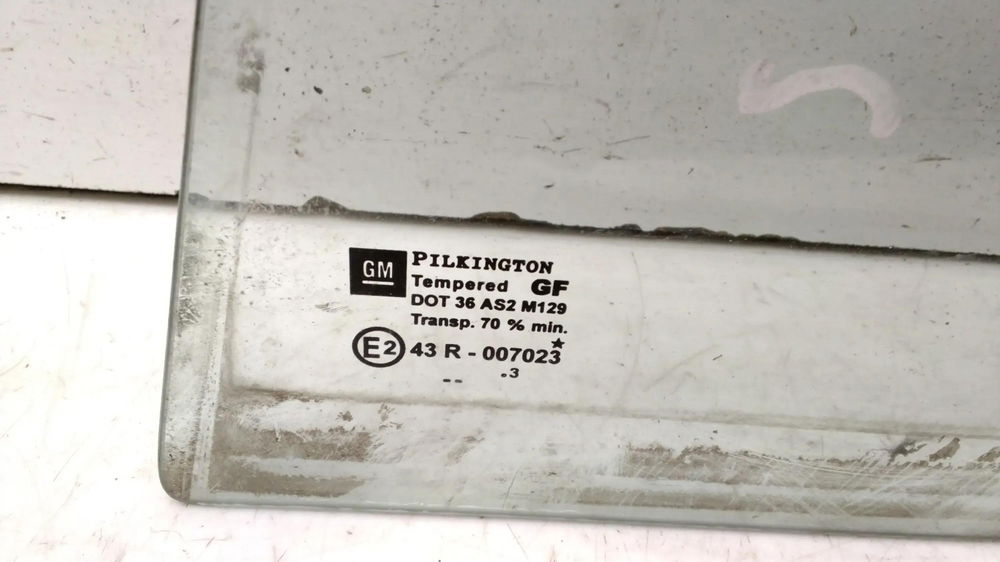 GM
PILKINGTON
Tempered GF
DOT 36 AS2 M129
Transp. 70 % min.
E2 43 R - 007023
-- .3